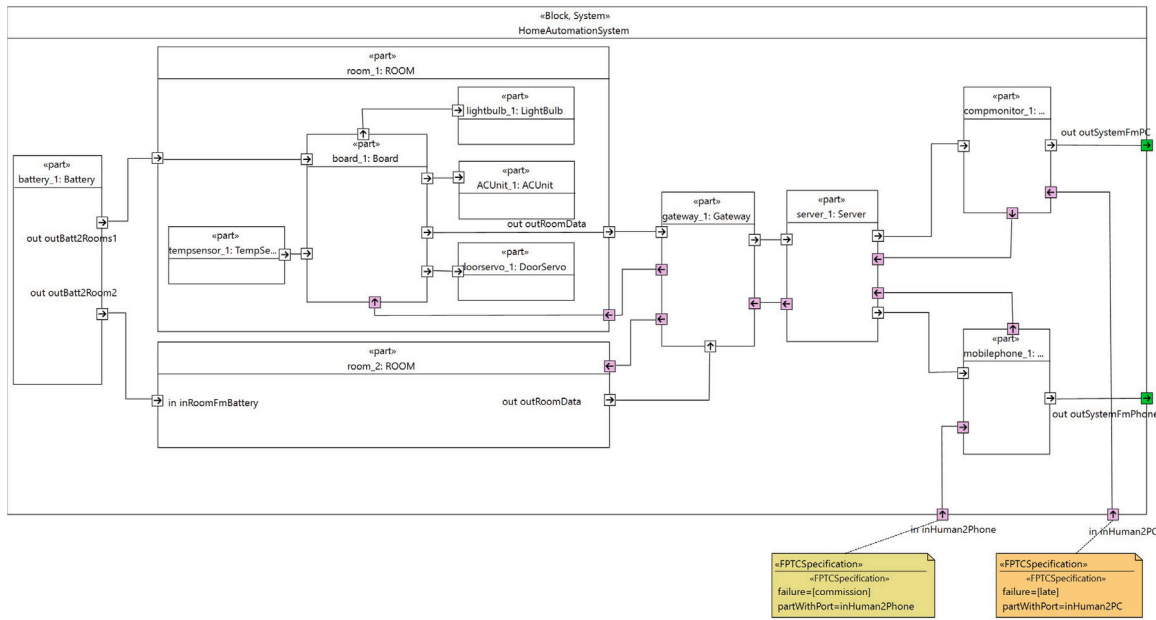 «Block, System»
HomeAutomationSystem
«part»
room_1: ROOM
«part»
lightbulb_1: LightBulb
«part»
compmonitor_1: ...
out outSystemFmPC
«part»
board_1: Board
«part»
battery_1: Battery
«part»
ACUnit_1: ACUnit
«part»
gateway_1: Gateway
«part»
server_1: Server
out outRoomData
out outBatt2Rooms1
«part»
tempsensor_1: TempSe...
«part»
doorservo_1: DoorServo
out outBatt2Room2
«part»
room_2: ROOM
«part»
mobilephone_1: ...
in inRoomFmBattery
out outRoomData
out outSystemFmPhone
in inHuman2Phone
in inHuman2PC
«FPTCSpecification»
«FPTCSpecification»
failure=[commission]
partWithPort=inHuman2Phone
«FPTCSpecification»
«FPTCSpecification»
failure=[late]
partWithPort=inHuman2PC